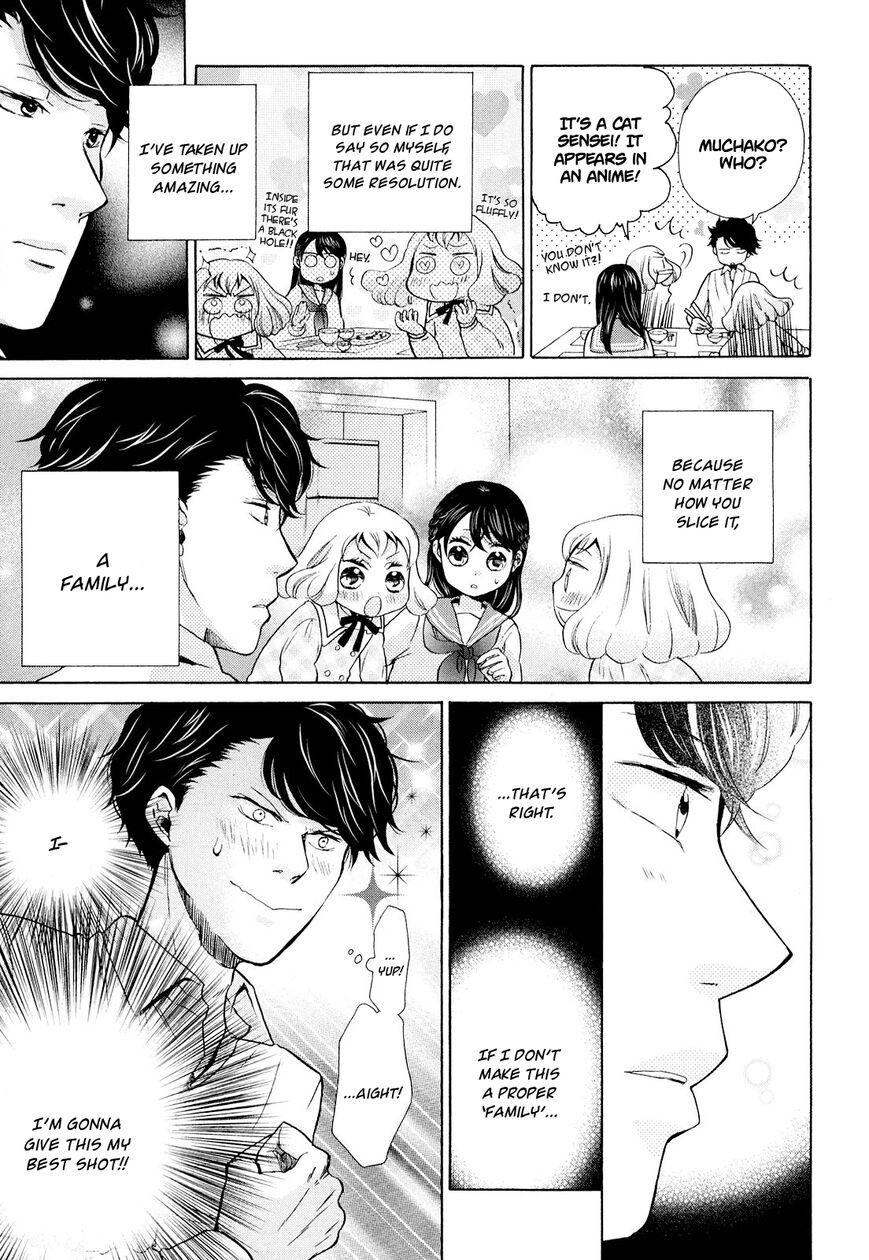 MUCHAKO?
WHO?
IT'S A CAT
SENSEI! IT
APPEARS IN
AN ANIME!
YOU DON'T
KNOW IT?!
I DON'T.
BUT EVEN IF I DO
SAY SO MYSELF,
THAT WAS QUITE
SOME RESOLUTION.
IT'S SO
FLUFFLY!
HEY.
INSIDE
ITS FUR
THERE'S
A BLACK
HOLE!!
I'VE TAKEN UP
SOMETHING
AMAZING...
BECAUSE
NO MATTER
HOW YOU
SLICE IT,
A
FAMILY...
...THAT'S
RIGHT.
IF I DON'T
MAKE THIS
A PROPER
'FAMILY'...
...
YUP!
...AIGHT!
I-
I'M GONNA
GIVE THIS MY
BEST SHOT!!